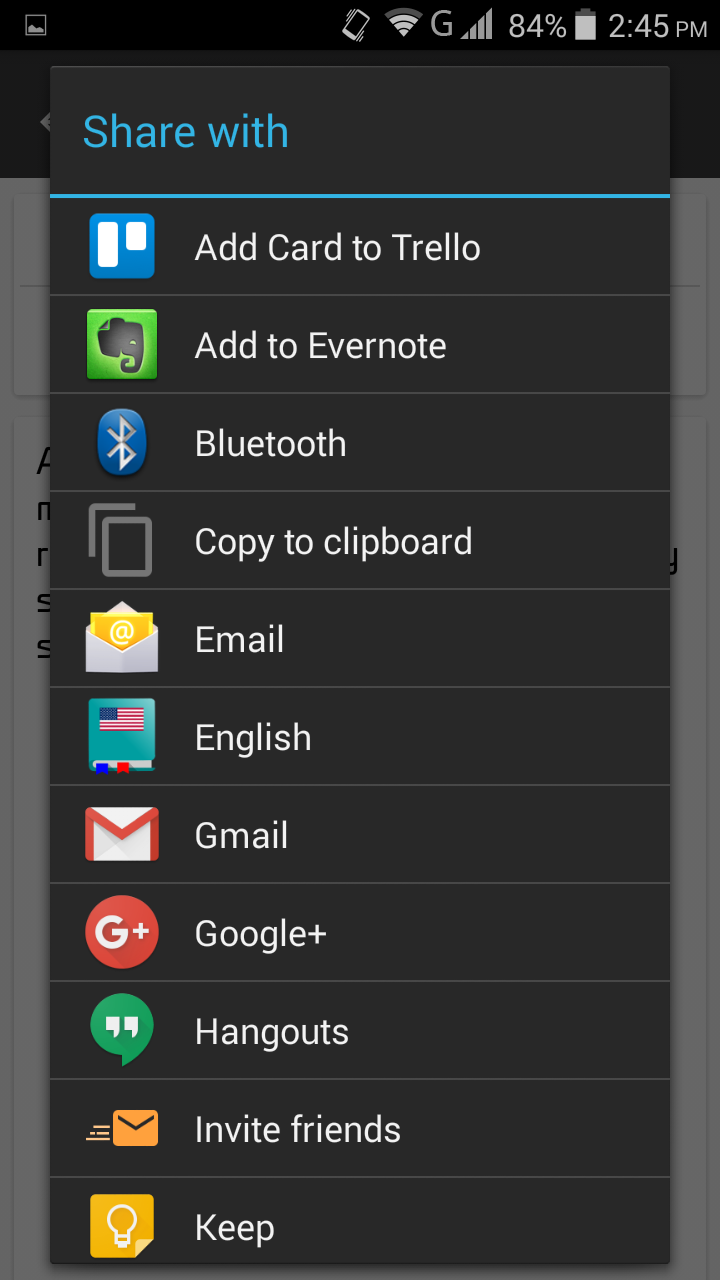 G 84% 2:45 PM
Share with
Add Card to Trello
Add to Evernote
Bluetooth
Copy to clipboard
@ Email
English
Gmail
G+ Google+
Hangouts
Invite friends
Keep